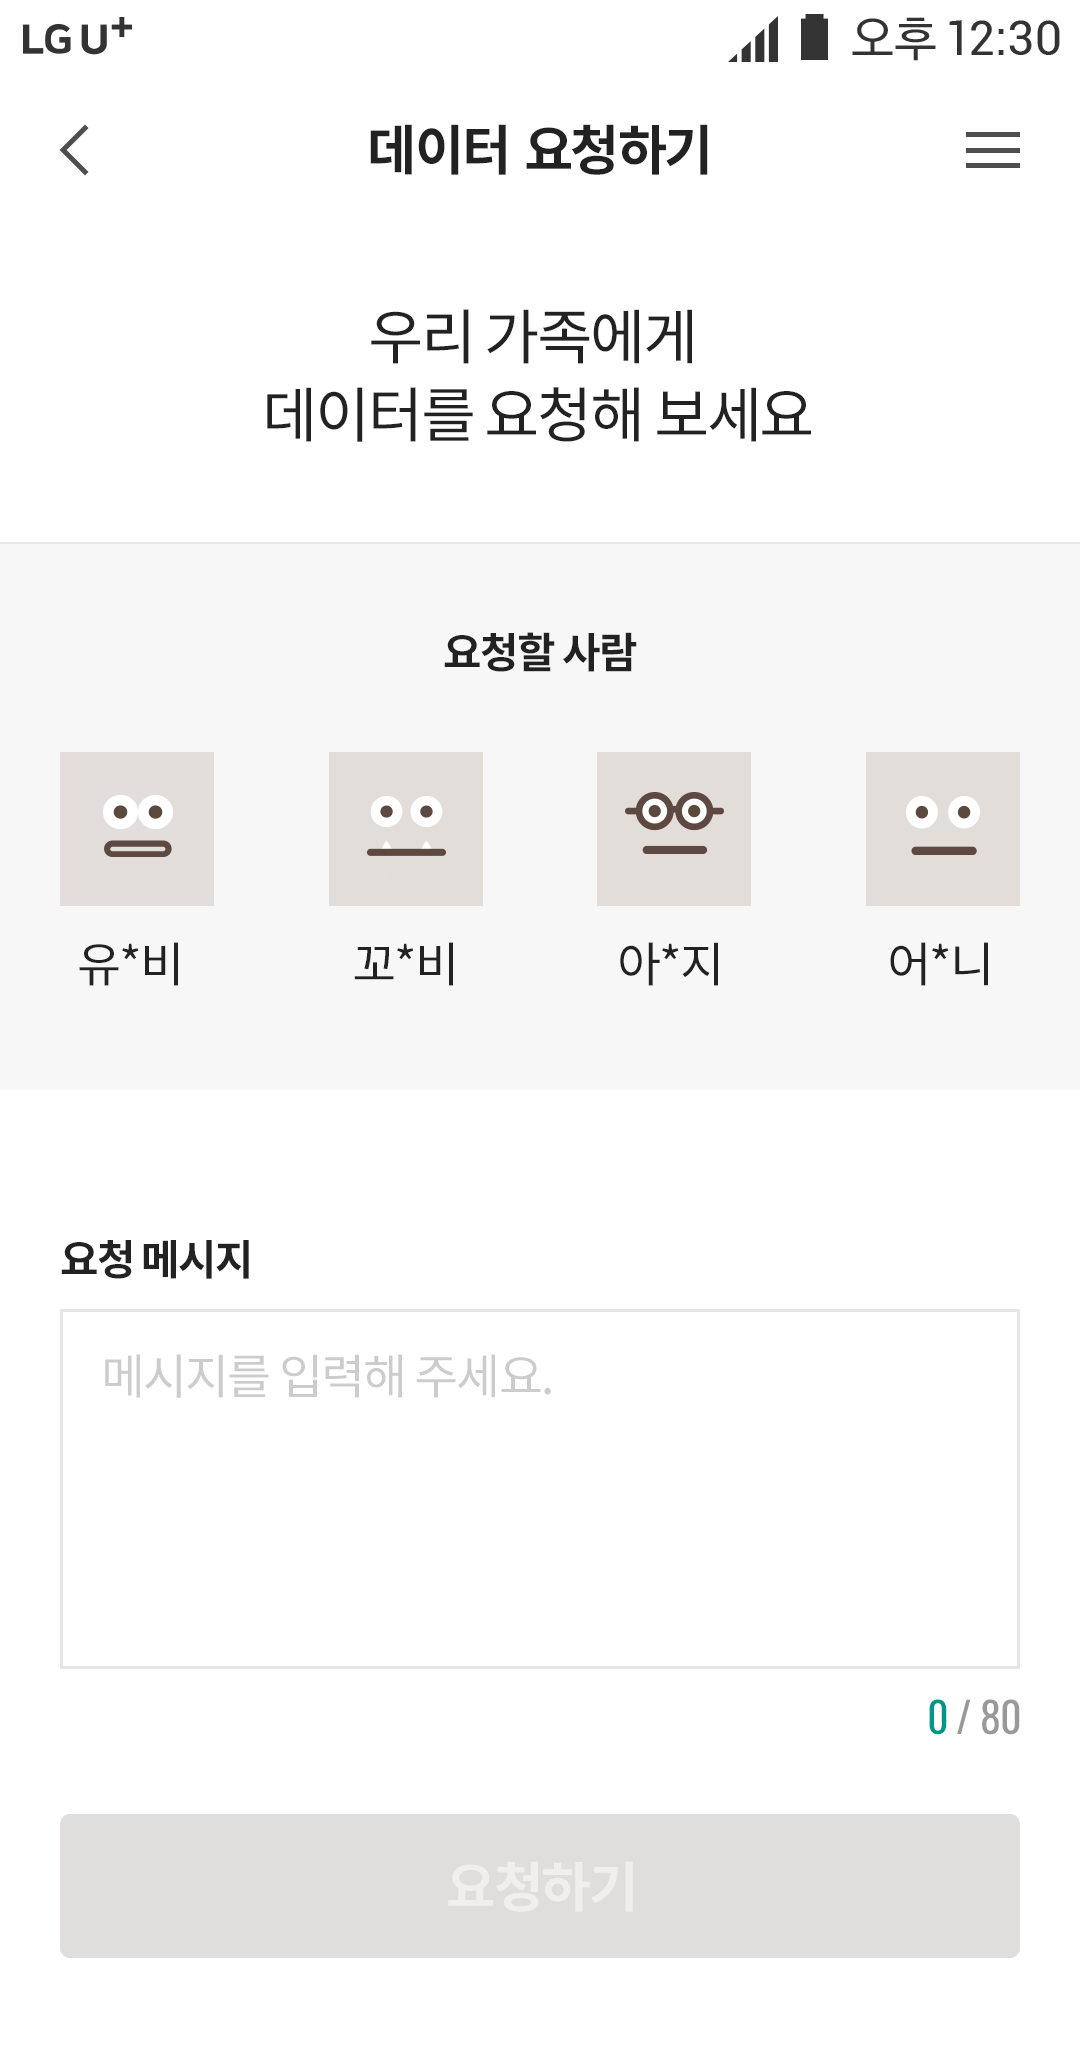 LG U+ 오후 12:30
데이터 요청하기
우리 가족에게
데이터를 요청해 보세요
요청할 사람
유*비 꼬*비 아*지 어*니
요청 메시지
메시지를 입력해 주세요.
0 / 80
요청하기